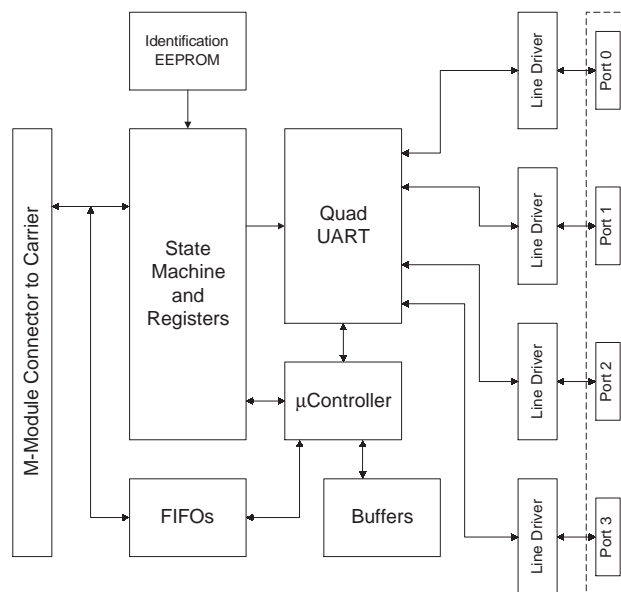 Identification
EEPROM
M-Module Connector to Carrier
State
Machine
and
Registers
Quad
UART
μController
FIFOs
Buffers
Line Driver
Port 0
Line Driver
Port 1
Line Driver
Port 2
Line Driver
Port 3